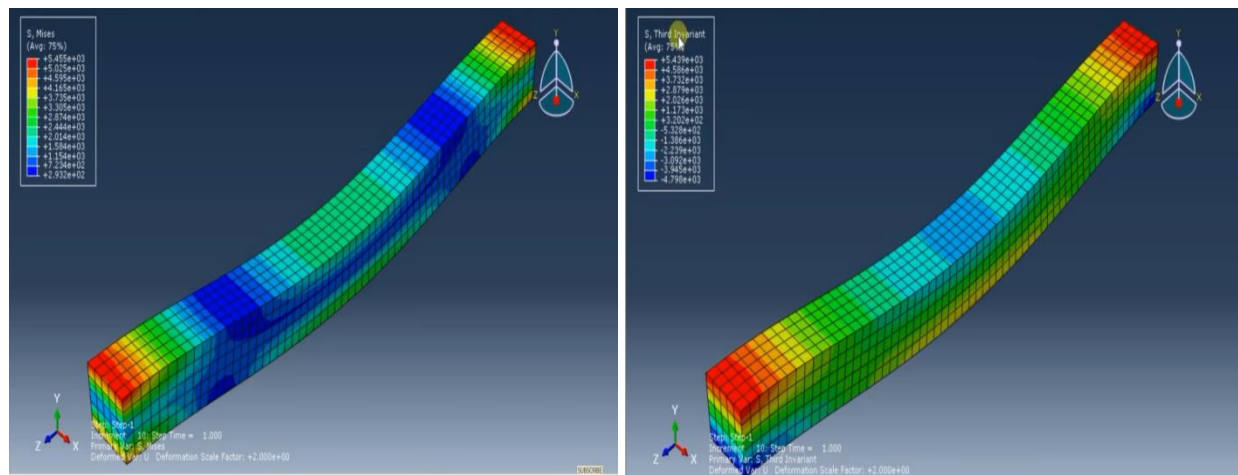 S, Mises
(Avg: 75%)
+5.455e+03
+5.025e+03
+4.595e+03
+4.165e+03
+3.735e+03
+3.305e+03
+2.874e+03
+2.444e+03
+2.014e+03
+1.584e+03
+1.154e+03
+7.234e+02
+2.932e+02
Y
Z
X
Y
Z
X
Step: Step-1
Increment 10: Step Time = 1.000
Primary Var: S, Mises
Deformed Var: U Deformation Scale Factor: +2.000e+00
SUBSCRIBE
S, Third Invariant
(Avg: 75%)
+5.439e+03
+4.586e+03
+3.732e+03
+2.879e+03
+2.026e+03
+1.173e+03
+3.202e+02
-5.328e+02
-1.386e+03
-2.239e+03
-3.092e+03
-3.945e+03
-4.798e+03
Y
Z
X
Y
Z
X
Step: Step-1
Increment 10: Step Time = 1.000
Primary Var: S, Third Invariant
Deformed Var: U Deformation Scale Factor: +2.000e+00